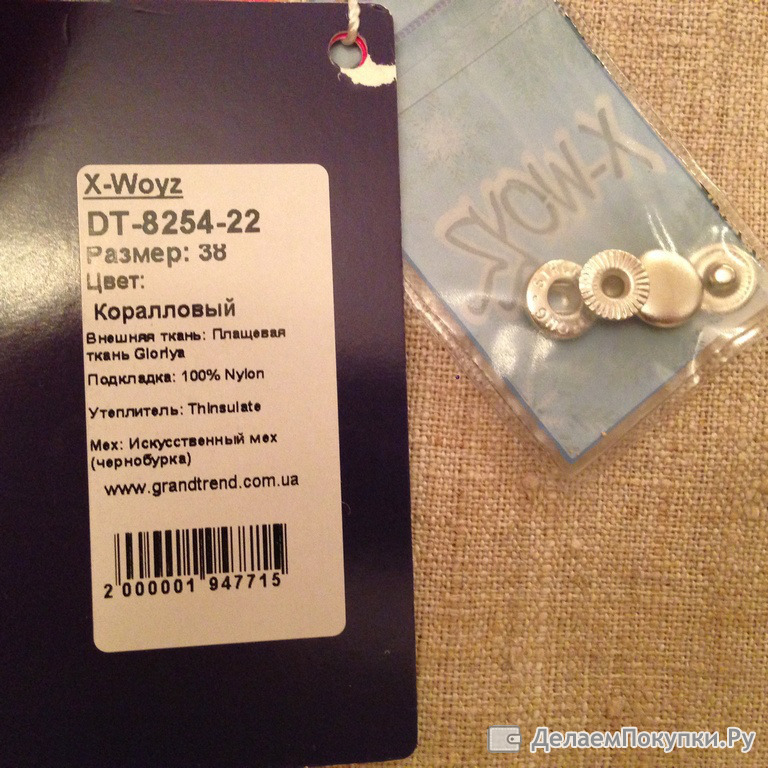 X-Woyz
DT-8254-22
Размер: 38
Цвет:
Коралловый
Внешняя ткань: Плащевая
ткань Gloriya
Подкладка: 100% Nylon
Утеплитель: Thinsulate
Мех: Искусственный мех
(чернобурка)
www.grandtrend.com.ua
2 000001 947715
X-WOYZ
ДелаемПокупки.Ру